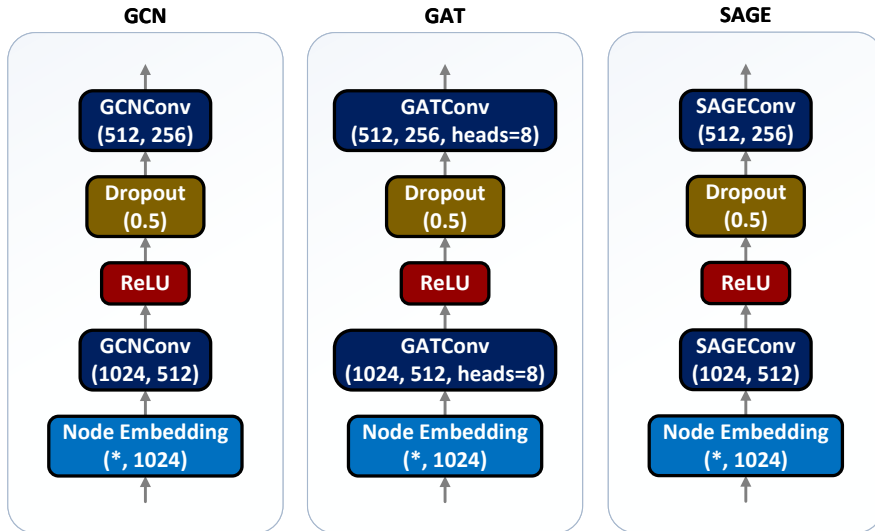 GCN
GCNConv
(512, 256)
Dropout
(0.5)
ReLU
GCNConv
(1024, 512)
Node Embedding
(*, 1024)
GAT
GATConv
(512, 256, heads=8)
Dropout
(0.5)
ReLU
GATConv
(1024, 512, heads=8)
Node Embedding
(*, 1024)
SAGE
SAGEConv
(512, 256)
Dropout
(0.5)
ReLU
SAGEConv
(1024, 512)
Node Embedding
(*, 1024)